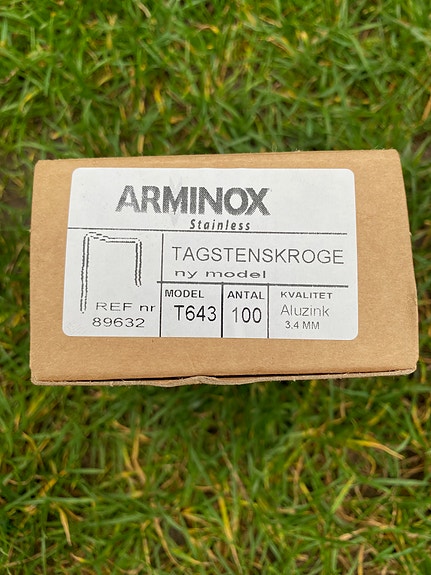 ARMINOX
Stainless
TAGSTENSKROGE
ny model
REF nr
89632
MODEL
T643
ANTAL
100
KVALITET
Aluzink
3,4 MM